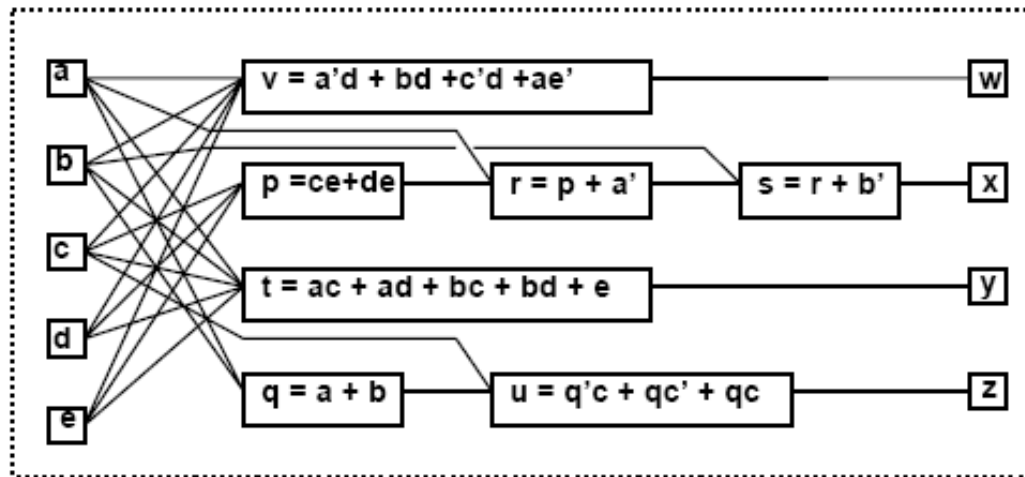 a
v = a’d + bd +c’d +ae’
w
b
p =ce+de
r = p + a’
s = r + b’
x
c
t = ac + ad + bc + bd + e
y
d
q = a + b
u = q’c + qc’ + qc
z
e